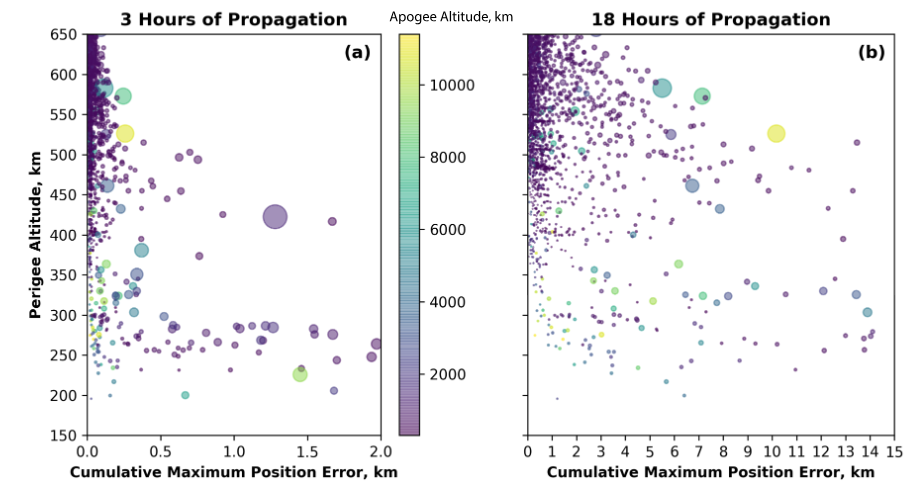 3 Hours of Propagation
Apogee Altitude, km
18 Hours of Propagation
(a)
(b)
Perigee Altitude, km
650
600
550
500
450
400
350
300
250
200
150
0.0 0.5 1.0 1.5 2.0
Cumulative Maximum Position Error, km
10000
8000
6000
4000
2000
0 1 2 3 4 5 6 7 8 9 10 11 12 13 14 15
Cumulative Maximum Position Error, km